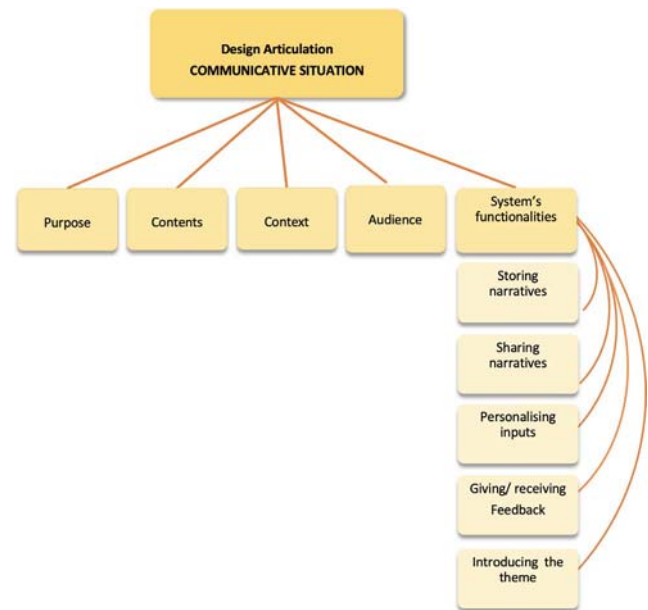 Design Articulation
COMMUNICATIVE SITUATION
Purpose
Contents
Context
Audience
System's
functionalities
Storing
narratives
Sharing
narratives
Personalising
inputs
Giving/ receiving
Feedback
Introducing the
theme